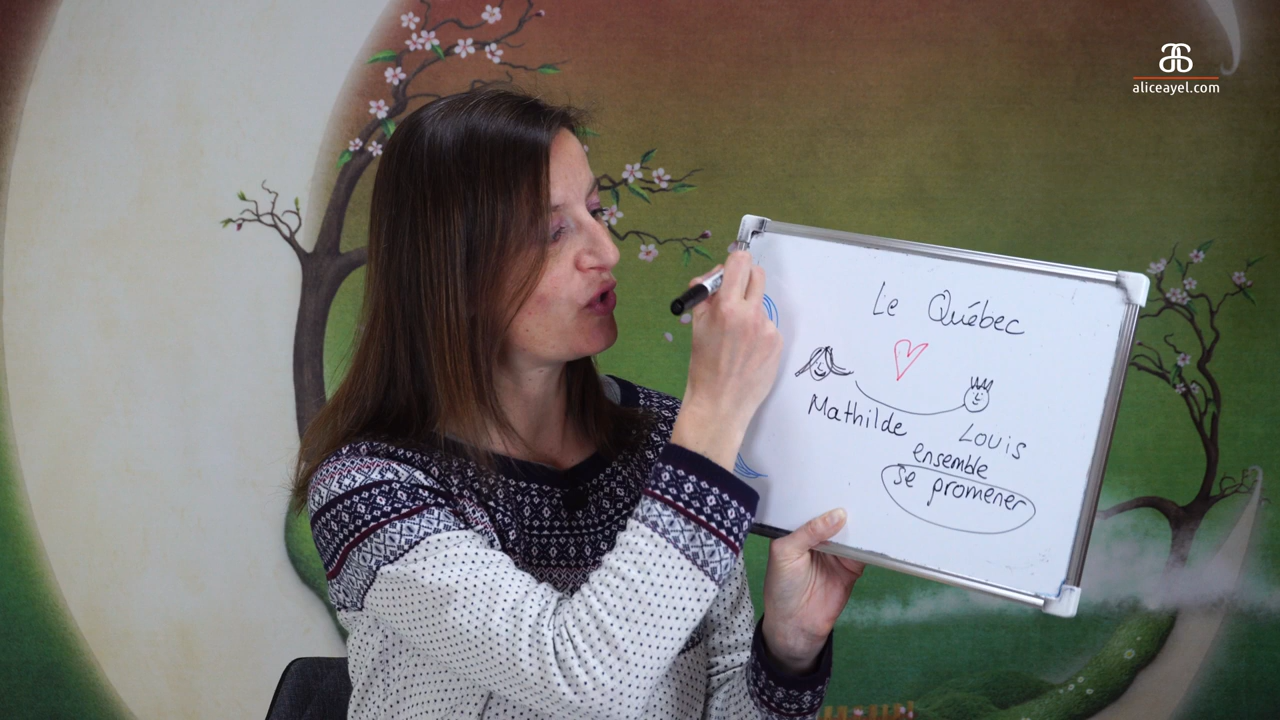 aliceayel.com
Le Québec
Mathilde
Louis
ensemble
se promener